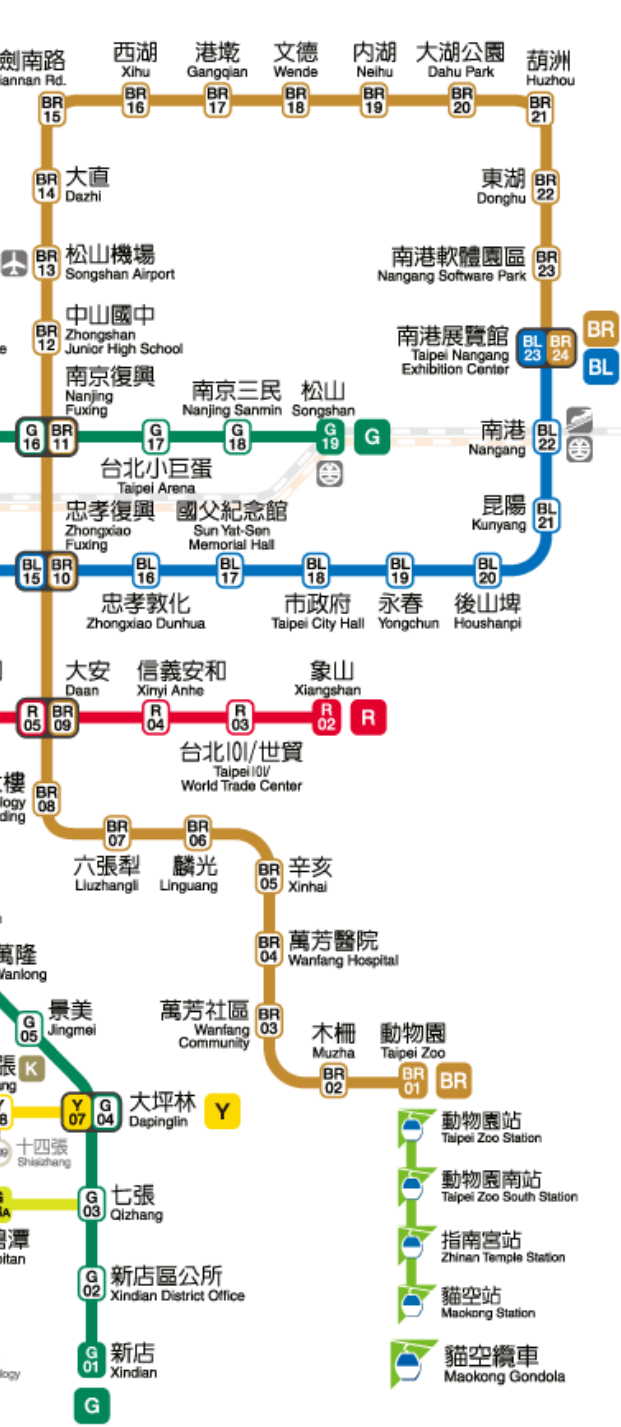 劍南路
iannan Rd.
BR
15
西湖
Xihu
BR
16
港墘
Gangqian
BR
17
文德
Wende
BR
18
內湖
Neihu
BR
19
大湖公園
Dahu Park
BR
20
葫洲
Huzhou
BR
21
BR
14
大直
Dazhi
東湖
Donghu
BR
22
BR
13
松山機場
Songshan Airport
南港軟體園區
Nangang Software Park
BR
23
BR
12
中山國中
Zhongshan
Junior High School
南港展覽館
Taipei Nangang
Exhibition Center
BL
23
BR
24
BR
BL
南京復興
Nanjing
Fuxing
G
16
BR
11
G
17
台北小巨蛋
Taipei Arena
南京三民
Nanjing Sanmin
G
18
松山
Songshan
G
19
G
南港
Nangang
BL
22
昆陽
Kunyang
BL
21
忠孝復興
Zhongxiao
Fuxing
BL
15
BR
10
BL
16
忠孝敦化
Zhongxiao Dunhua
國父紀念館
Sun Yat-Sen
Memorial Hall
BL
17
BL
18
市政府
Taipei City Hall
BL
19
永春
Yongchun
BL
20
後山埤
Houshanpi
大安
Daan
R
05
BR
09
信義安和
Xinyi Anhe
R
04
R
03
台北101/世貿
Taipei101/
World Trade Center
象山
Xiangshan
R
02
R
樓
logy
ding
BR
08
BR
07
六張犁
Liuzhangli
BR
06
麟光
Linguang
BR
05
辛亥
Xinhai
BR
04
萬芳醫院
Wanfang Hospital
萬芳社區
Wanfang
Community
BR
03
木柵
Muzha
BR
02
動物園
Taipei Zoo
BR
01
BR
萬隆
Wanlong
G
05
景美
Jingmei
張
ng
K
Y
07
G
04
大坪林
Dapinglin
Y
十四張
Shisizhang
G
03
七張
Qizhang
潭
itan
G
02
新店區公所
Xindian District Office
G
01
新店
Xindian
G
動物園站
Taipei Zoo Station
動物園南站
Taipei Zoo South Station
指南宮站
Zhinan Temple Station
貓空站
Maokong Station
貓空纜車
Maokong Gondola